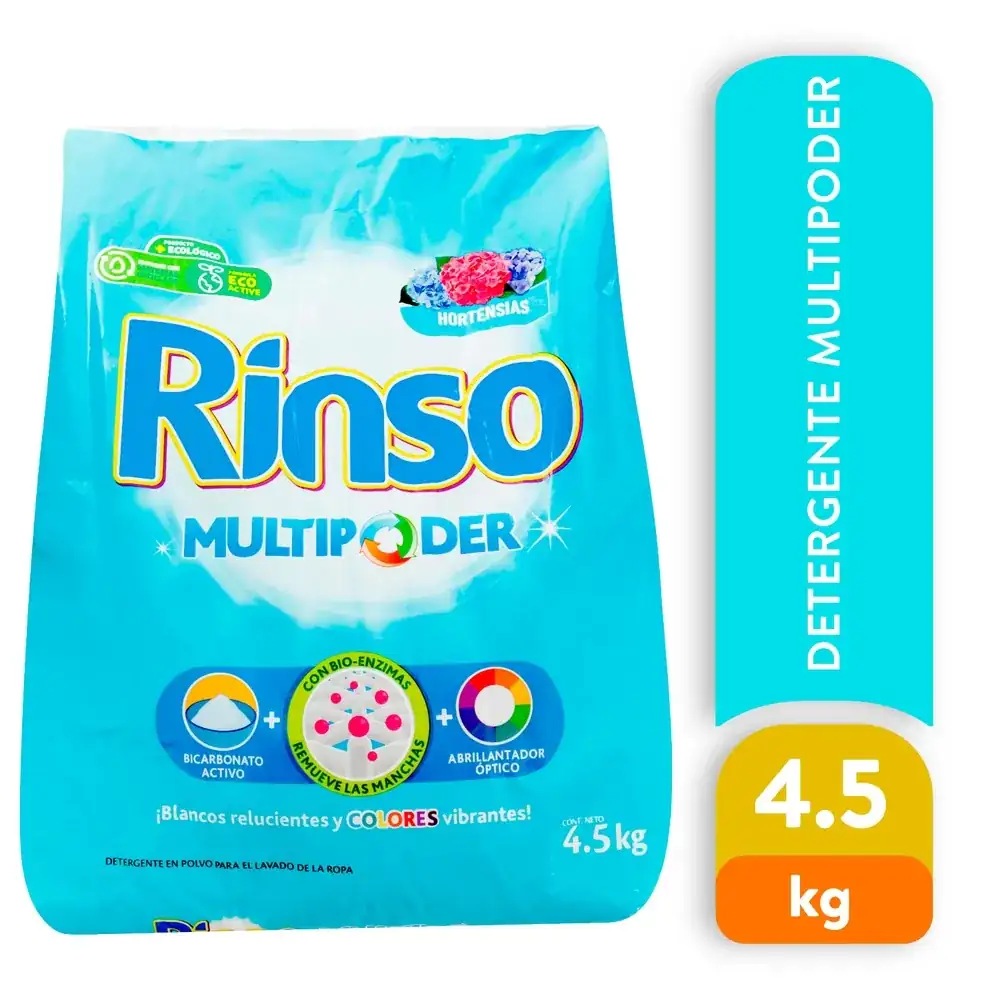 PRODUCTO
+ ECOLÓGICO
FÓRMULA
ECO
ACTIVE
HORTENSIAS
Rinso
MULTIPODER
CON BIO-ENZIMAS
REMUEVE LAS MANCHAS
BICARBONATO
ACTIVO
+
+
ABRILLANTADOR
ÓPTICO
¡Blancos relucientes y COLORES vibrantes!
CONT. NETO
4.5kg
DETERGENTE EN POLVO PARA EL LAVADO DE LA ROPA
DETERGENTE MULTIPODER
4.5
kg